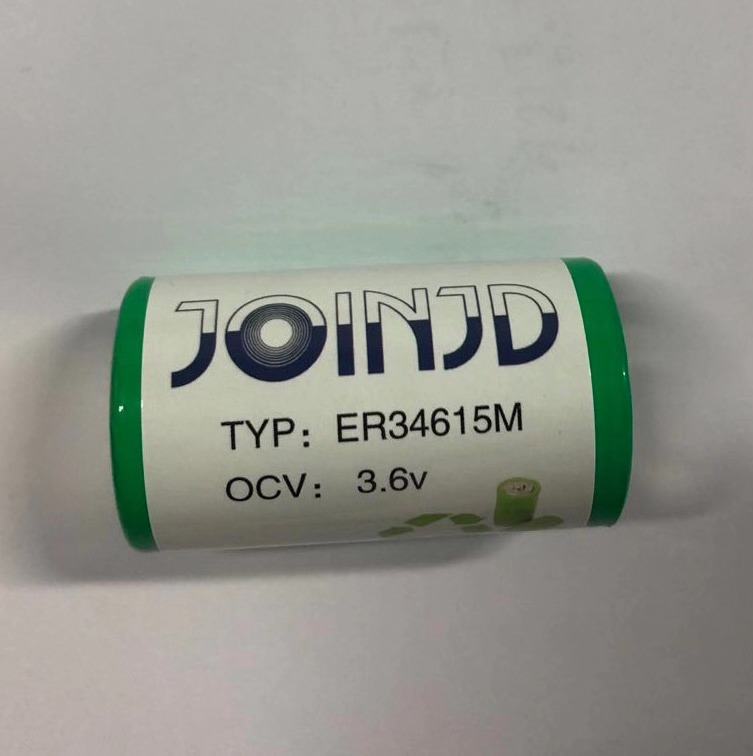 JOINJD
TYP： ER34615M
OCV： 3.6v